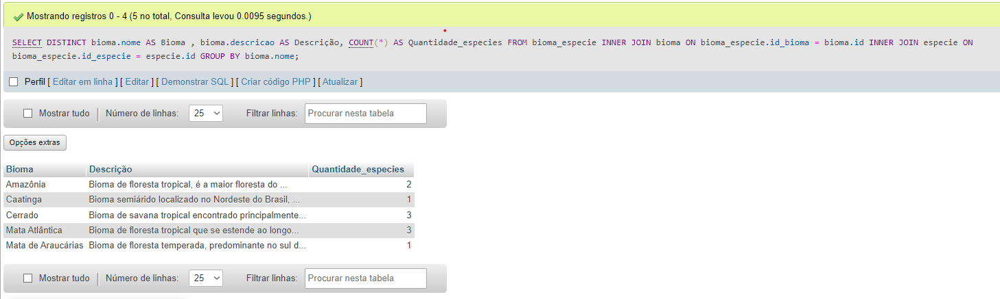 Mostrando registros 0 - 4 (5 no total, Consulta levou 0.0095 segundos.)
SELECT DISTINCT bioma.nome AS Bioma , bioma.descricao AS Descrição, COUNT(*) AS Quantidade_especies FROM bioma_especie INNER JOIN bioma ON bioma_especie.id_bioma = bioma.id INNER JOIN especie ON
bioma_especie.id_especie = especie.id GROUP BY bioma.nome;
Perfil [ Editar em linha ] [ Editar ] [ Demonstrar SQL ] [ Criar código PHP ] [ Atualizar ]
Mostrar tudo | Número de linhas: 25 Filtrar linhas: Procurar nesta tabela
Opções extras
Bioma Descrição Quantidade_especies
Amazônia Bioma de floresta tropical, é a maior floresta do ... 2
Caatinga Bioma semiárido localizado no Nordeste do Brasil, ... 1
Cerrado Bioma de savana tropical encontrado principalmente... 3
Mata Atlântica Bioma de floresta tropical que se estende ao longo... 3
Mata de Araucárias Bioma de floresta temperada, predominante no sul d... 1
Mostrar tudo | Número de linhas: 25 Filtrar linhas: Procurar nesta tabela